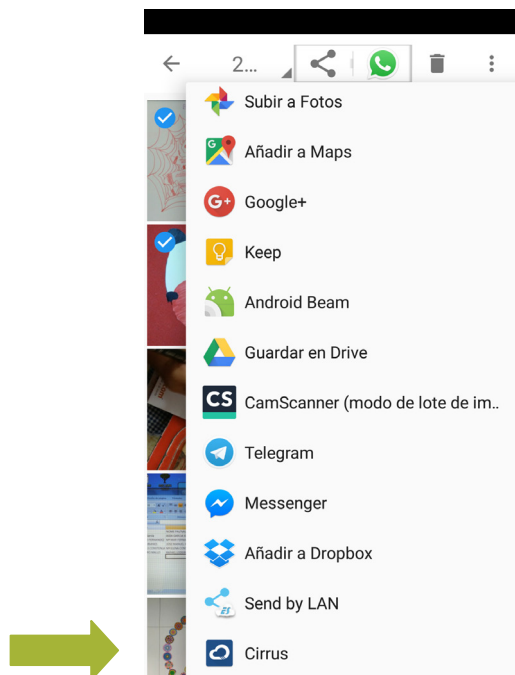 2...
Subir a Fotos
Añadir a Maps
Google+
Keep
Android Beam
Guardar en Drive
CS CamScanner (modo de lote de im..
Telegram
Messenger
Añadir a Dropbox
Send by LAN
Cirrus